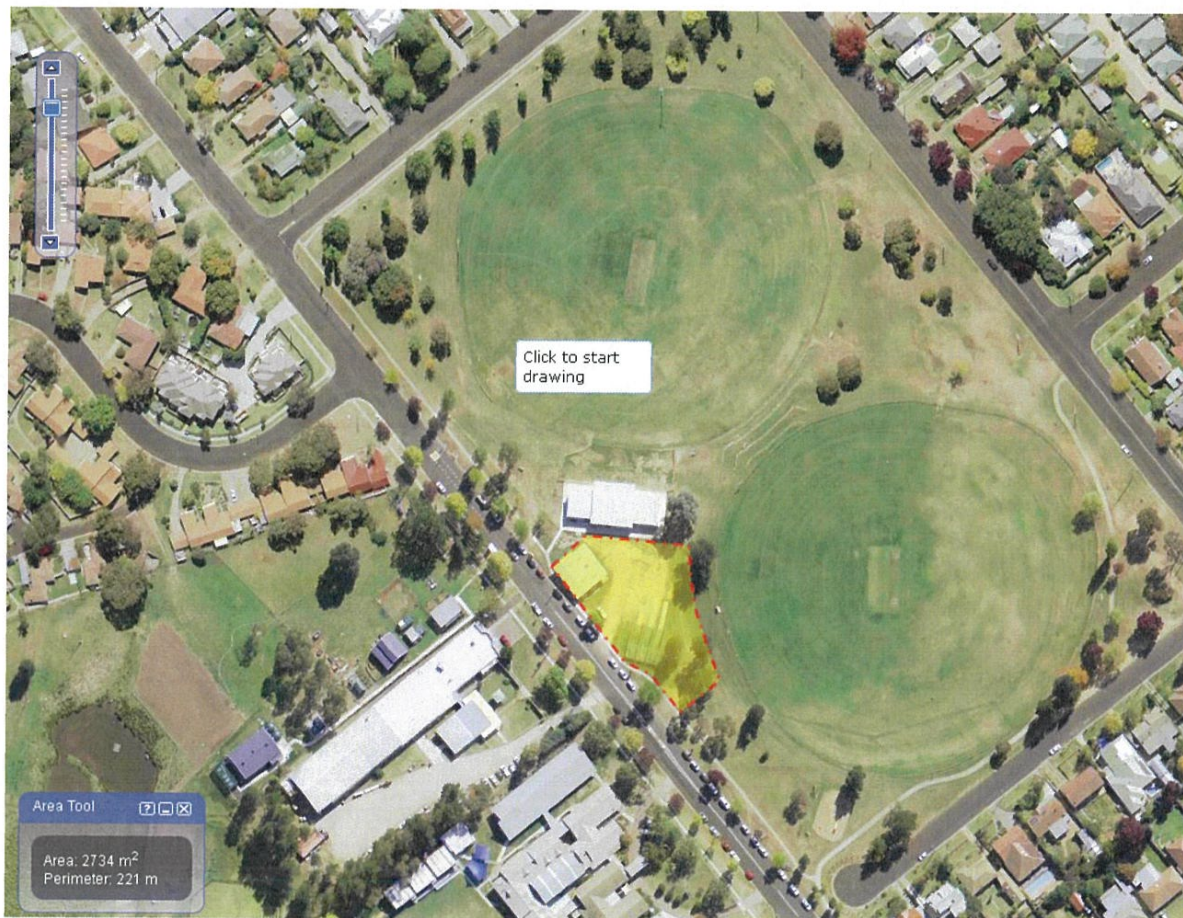 Click to start
drawing
Area Tool
Area: 2734 m²
Perimeter: 221 m